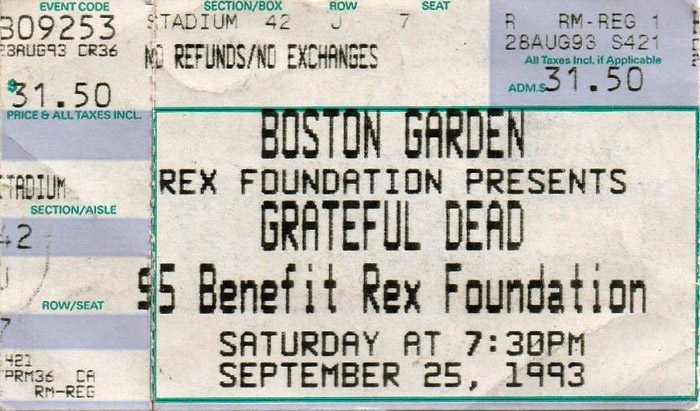 EVENT CODE
B09253
23AUG93 CR36
$31.50
PRICE & ALL TAXES INCL.
STADIUM
SECTION/AISLE
42
J
ROW/SEAT
7
421
PRM36 CA
RM-REG
SECTION/BOX ROW SEAT
STADIUM 42 J 7
NO REFUNDS/NO EXCHANGES
R RM-REG 1
28AUG93 S421
All Taxes Incl. if Applicable
ADM.$31.50
BOSTON GARDEN
REX FOUNDATION PRESENTS
GRATEFUL DEAD
95 Benefit Rex Foundation
SATURDAY AT 7:30PM
SEPTEMBER 25, 1993